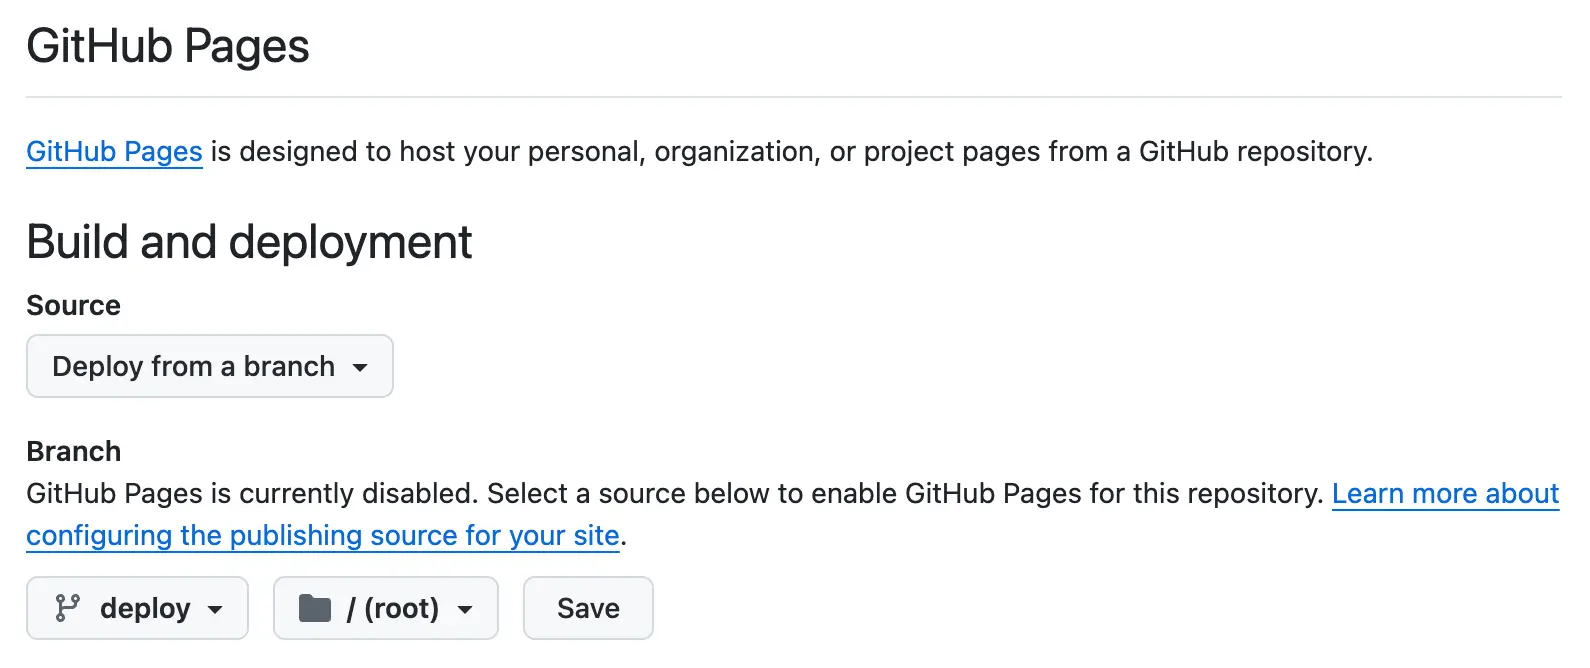 GitHub Pages
GitHub Pages is designed to host your personal, organization, or project pages from a GitHub repository.
Build and deployment
Source
Deploy from a branch
Branch
GitHub Pages is currently disabled. Select a source below to enable GitHub Pages for this repository. Learn more about
configuring the publishing source for your site.
deploy / (root) Save